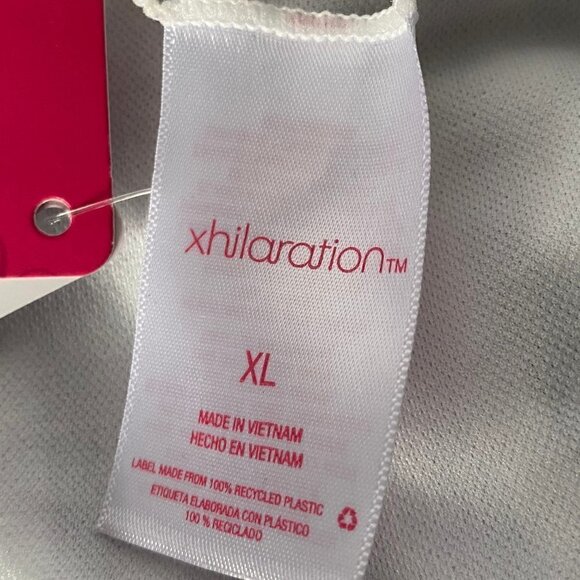 xhilaration™
XL
MADE IN VIETNAM
HECHO EN VIETNAM
LABEL MADE FROM 100% RECYCLED PLASTIC
ETIQUETA ELABORADA CON PLÁSTICO
100 % RECICLADO